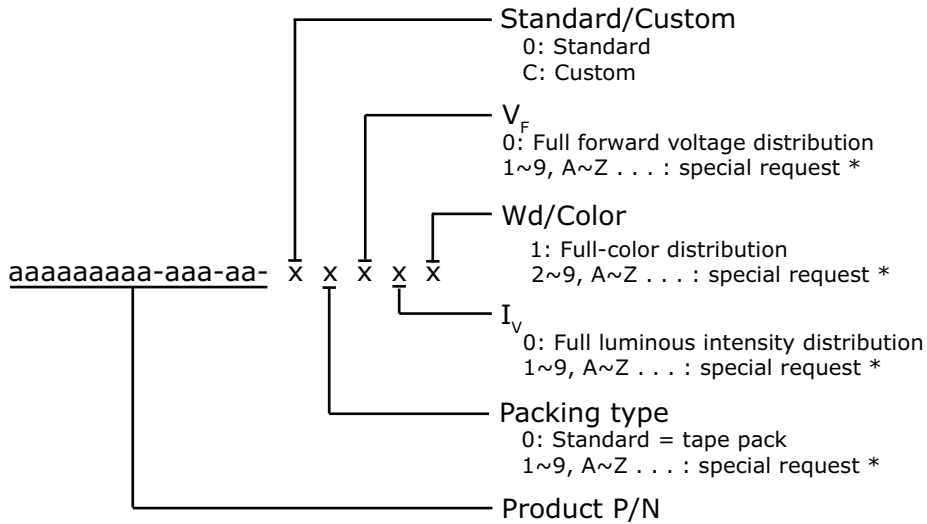 Standard/Custom
0: Standard
C: Custom
V_F
0: Full forward voltage distribution
1~9, A~Z . . . : special request *
Wd/Color
1: Full-color distribution
2~9, A~Z . . . : special request *
aaaaaaaaa-aaa-aa- x x x x x
I_V
0: Full luminous intensity distribution
1~9, A~Z . . . : special request *
Packing type
0: Standard = tape pack
1~9, A~Z . . . : special request *
Product P/N